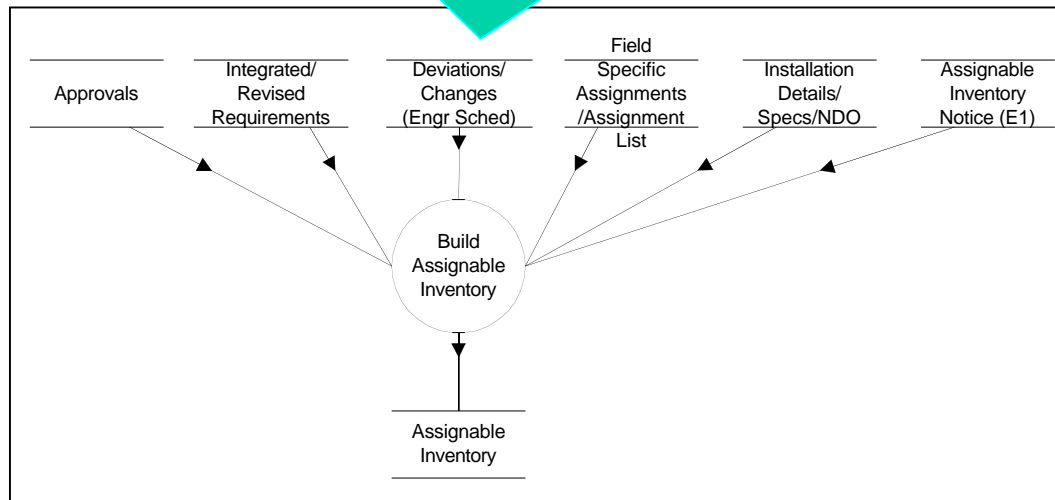 Approvals
Integrated/
Revised
Requirements
Deviations/
Changes
(Engr Sched)
Field
Specific
Assignments
/Assignment
List
Installation
Details/
Specs/NDO
Assignable
Inventory
Notice (E1)
Build
Assignable
Inventory
Assignable
Inventory